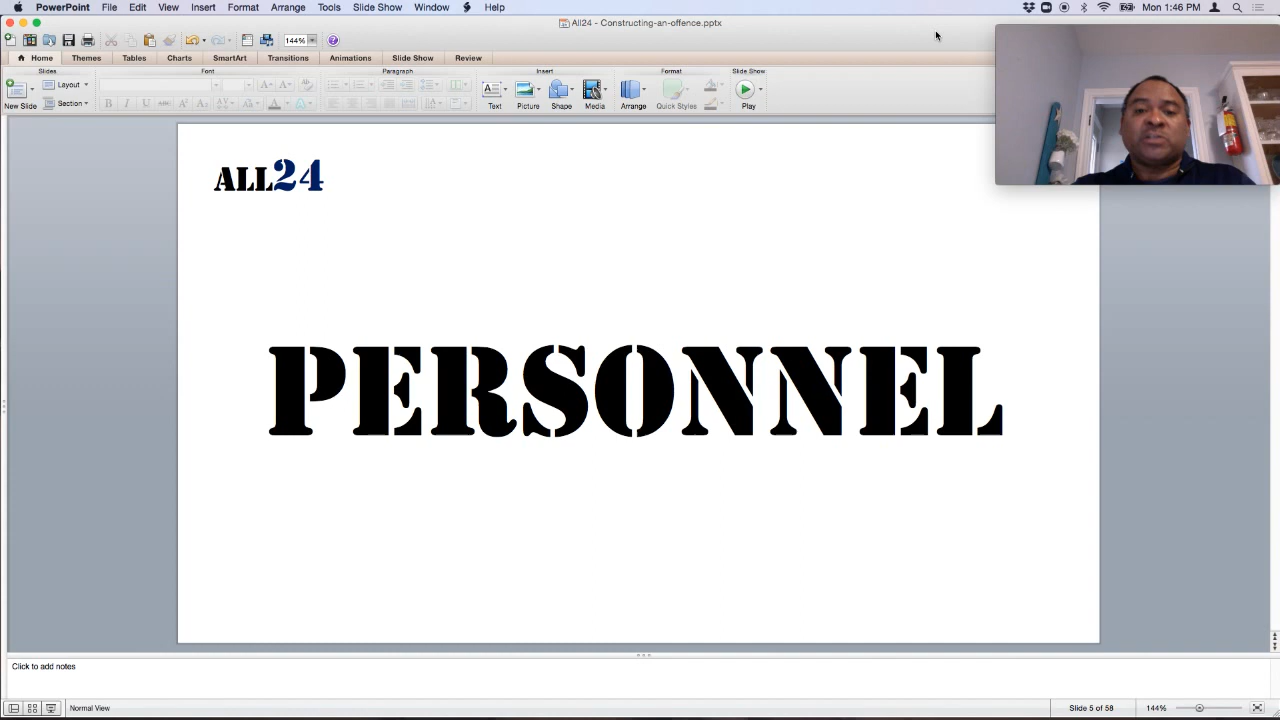 PowerPoint File Edit View Insert Format Arrange Tools Slide Show Window Help Mon 1:46 PM
All24 - Constructing-an-offence.pptx
144%
Home Themes Tables Charts SmartArt Transitions Animations Slide Show Review
Slides Font Paragraph Insert Format Slide Show
Layout
New Slide Section Text Picture Shape Media Arrange Quick Styles Play
ALL24
PERSONNEL
Click to add notes
Normal View Slide 5 of 58 144%